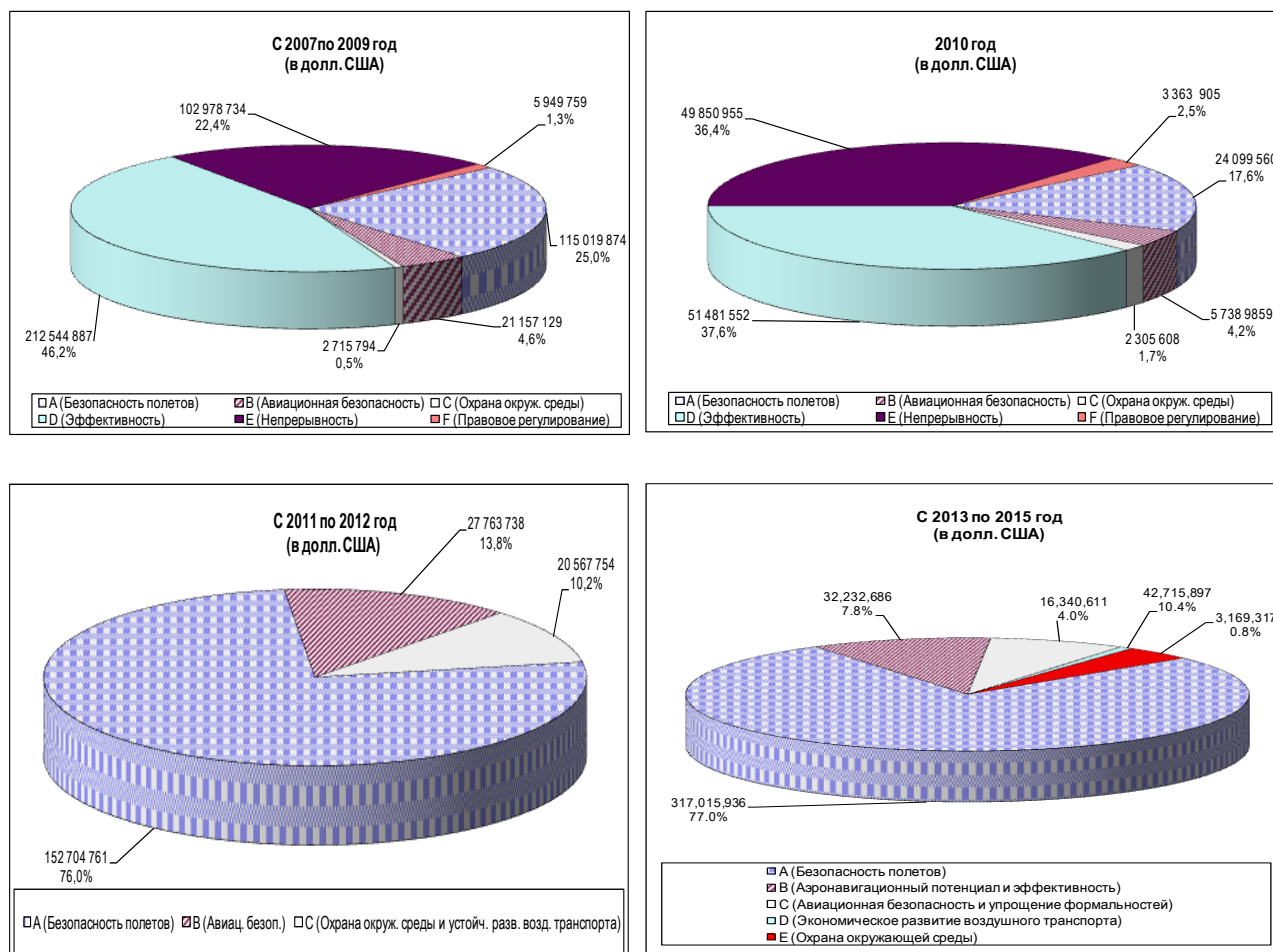 С 2007по 2009 год
(в долл. США)
102 978 734
22,4%
5 949 759
1,3%
115 019 874
25,0%
21 157 129
4,6%
2 715 794
0,5%
212 544 887
46,2%
A (Безопасность полетов) B (Авиационная безопасность) C (Охрана окруж. среды)
D (Эффективность) E (Непрерывность) F (Правовое регулирование)
2010 год
(в долл. США)
49 850 955
36,4%
3 363 905
2,5%
24 099 560
17,6%
5 738 9859
4,2%
2 305 608
1,7%
51 481 552
37,6%
A (Безопасность полетов) B (Авиационная безопасность) C (Охрана окруж. среды)
D (Эффективность) E (Непрерывность) F (Правовое регулирование)
С 2011 по 2012 год
(в долл. США)
27 763 738
13,8%
20 567 754
10,2%
152 704 761
76,0%
A (Безопасность полетов) B (Авиац. безоп.) C (Охрана окруж. среды и устойч. разв. возд. транспорта)
С 2013 по 2015 год
(в долл. США)
32,232,686
7.8%
16,340,611
4.0%
42,715,897
10.4%
3,169,317
0.8%
317,015,936
77.0%
A (Безопасность полетов)
B (Аэронавигационный потенциал и эффективность)
C (Авиационная безопасность и упрощение формальностей)
D (Экономическое развитие воздушного транспорта)
E (Охрана окружающей среды)